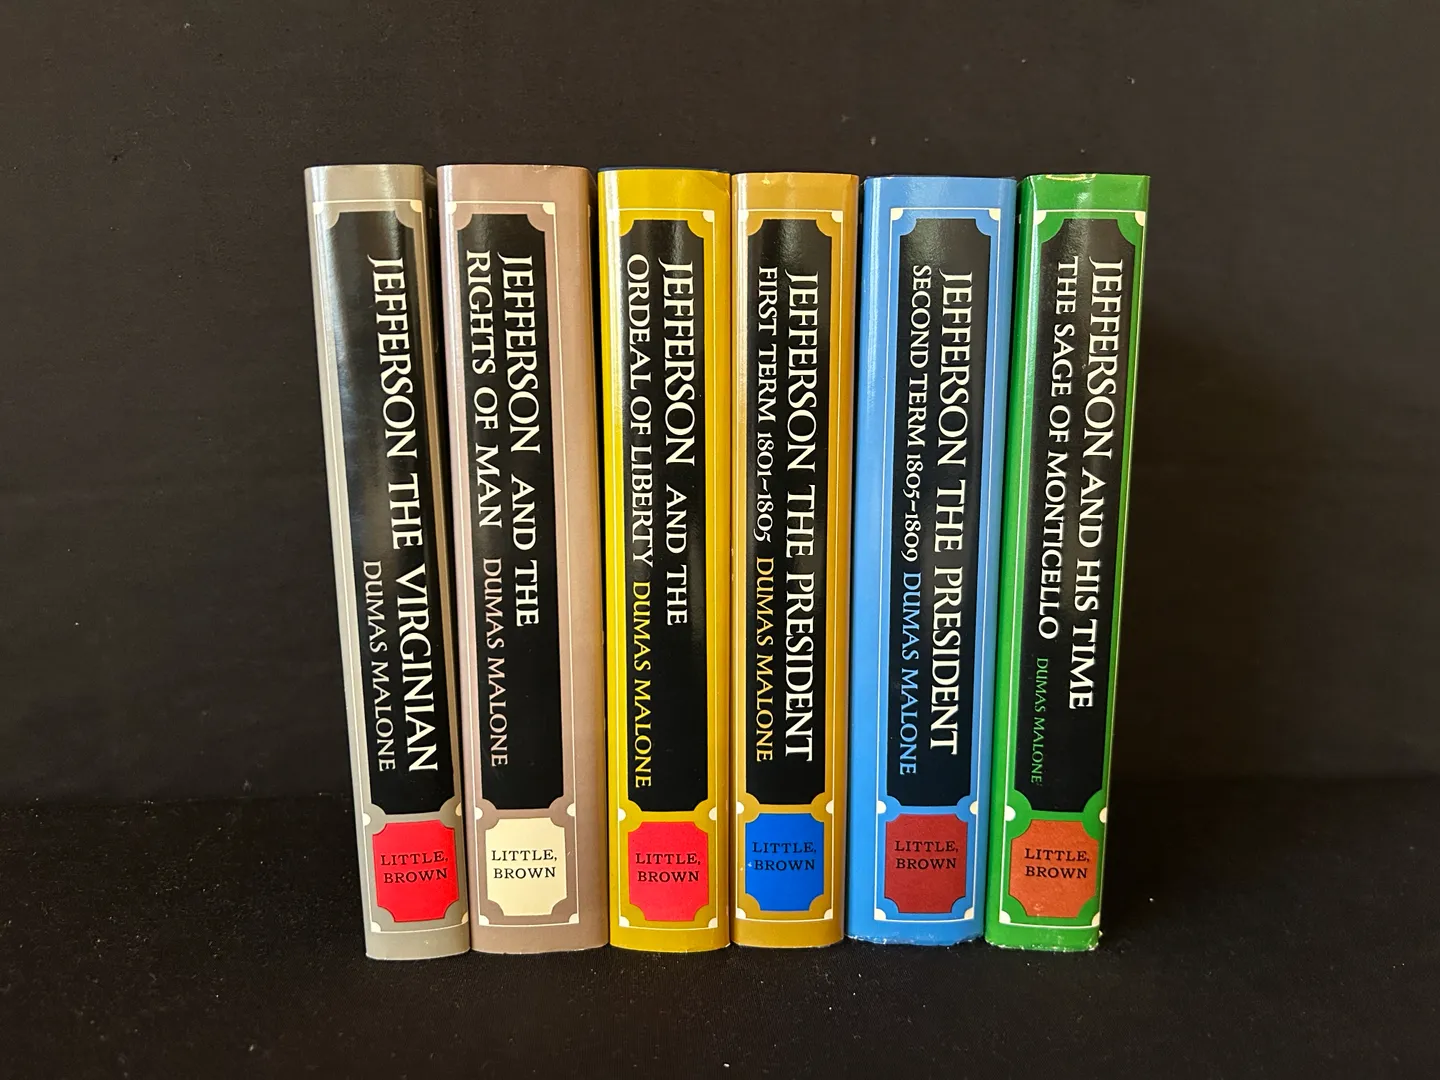 JEFFERSON THE VIRGINIAN
DUMAS MALONE
LITTLE,
BROWN
JEFFERSON AND THE
RIGHTS OF MAN DUMAS MALONE
LITTLE,
BROWN
JEFFERSON AND THE
ORDEAL OF LIBERTY DUMAS MALONE
LITTLE,
BROWN
JEFFERSON THE PRESIDENT
FIRST TERM 1801-1805 DUMAS MALONE
LITTLE,
BROWN
JEFFERSON THE PRESIDENT
SECOND TERM 1805-1809 DUMAS MALONE
LITTLE,
BROWN
JEFFERSON AND HIS TIME
THE SAGE OF MONTICELLO DUMAS MALONE
LITTLE,
BROWN